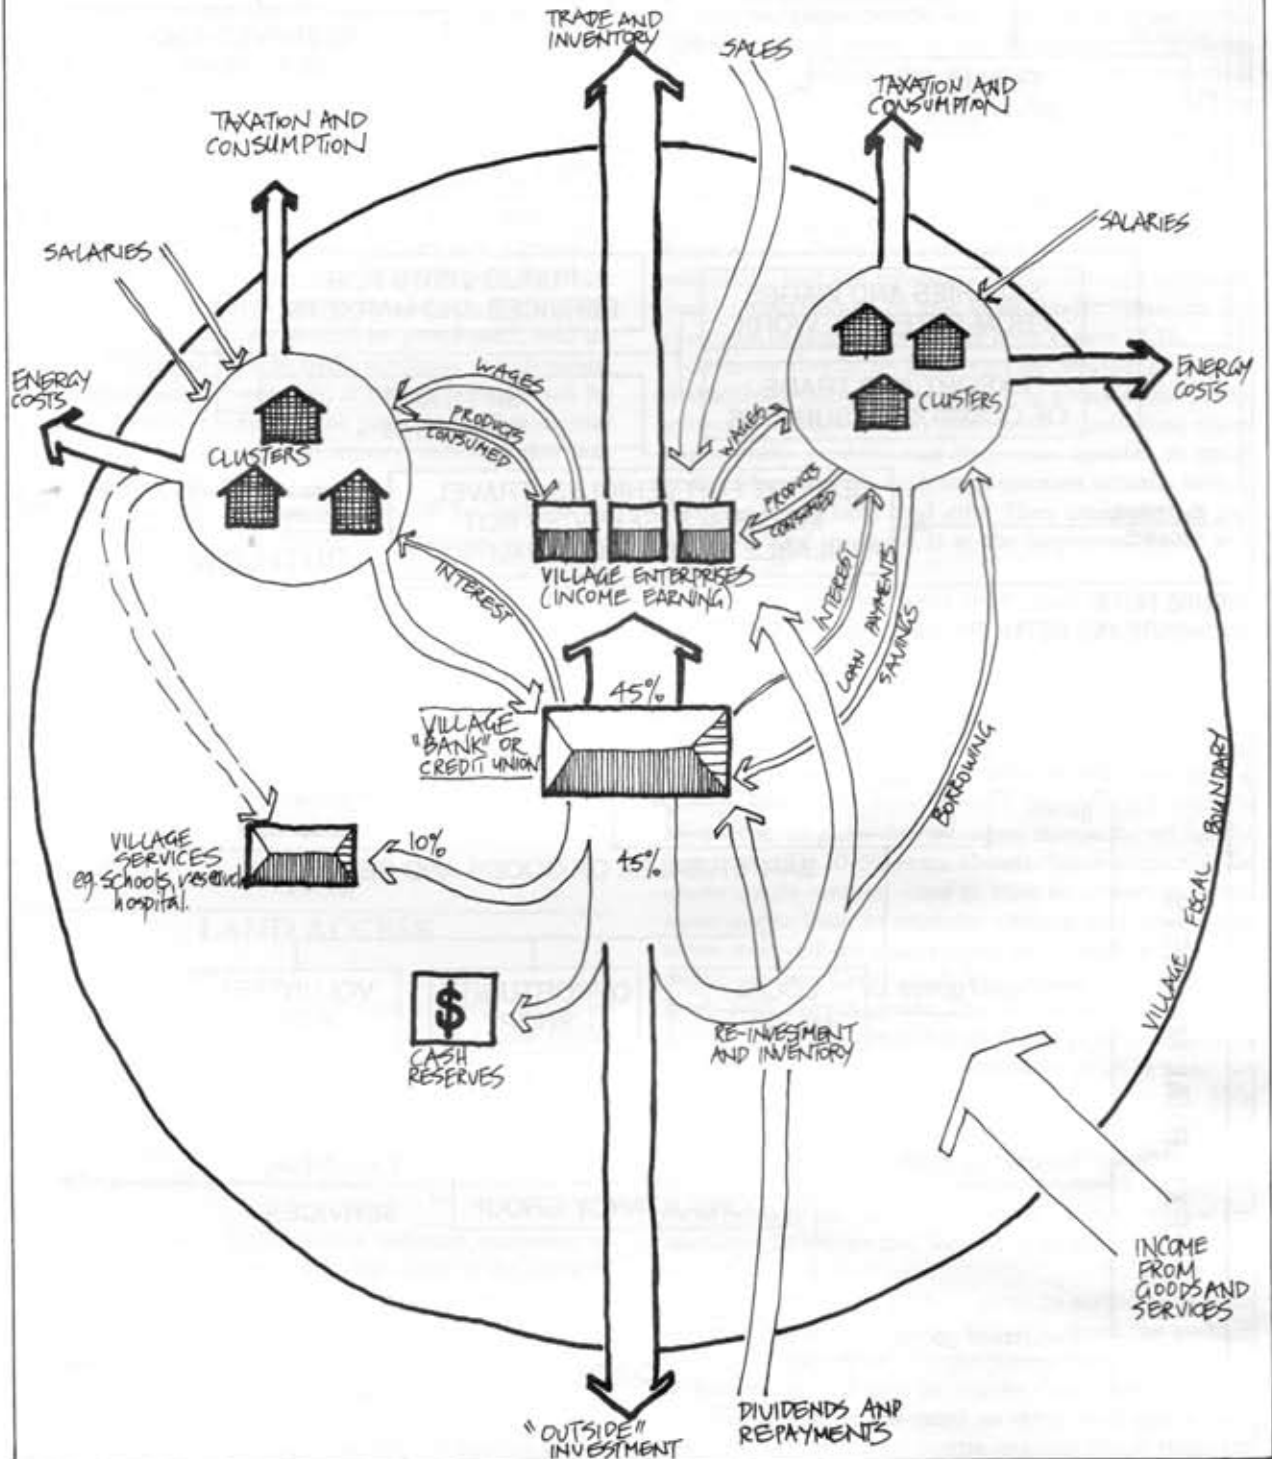 TRADE AND
INVENTORY
SALES
TAXATION AND
CONSUMPTION
TAXATION AND
CONSUMPTION
SALARIES
SALARIES
ENERGY
COSTS
ENERGY
COSTS
WAGES
PRODUCTS
CONSUMED
CLUSTERS
WAGES
PRODUCTS
CONSUMED
CLUSTERS
VILLAGE ENTERPRISES
(INCOME EARNING)
INTEREST
INTEREST
LOAN PAYMENTS
SAVINGS
45%
VILLAGE
"BANK" OR
CREDIT UNION
BORROWING
VILLAGE FISCAL BOUNDARY
VILLAGE
SERVICES
eg. schools,
hospital.
10%
45%
$
CASH
RESERVES
RE-INVESTMENT
AND INVENTORY
INCOME
FROM
GOODS AND
SERVICES
"OUTSIDE"
INVESTMENT
DIVIDENDS AND
REPAYMENTS